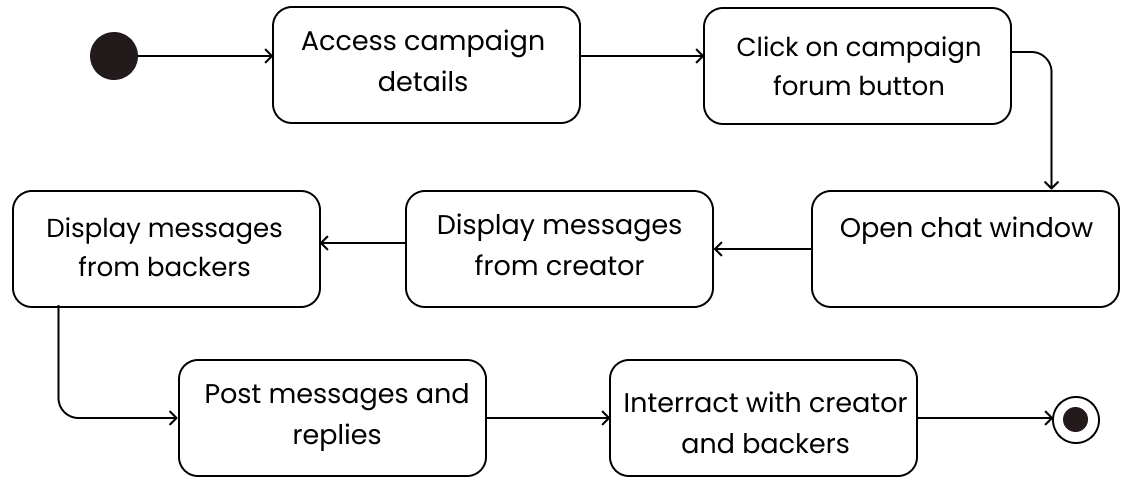 Access campaign
details
Click on campaign
forum button
Open chat window
Display messages
from creator
Display messages
from backers
Post messages and
replies
Interract with creator
and backers